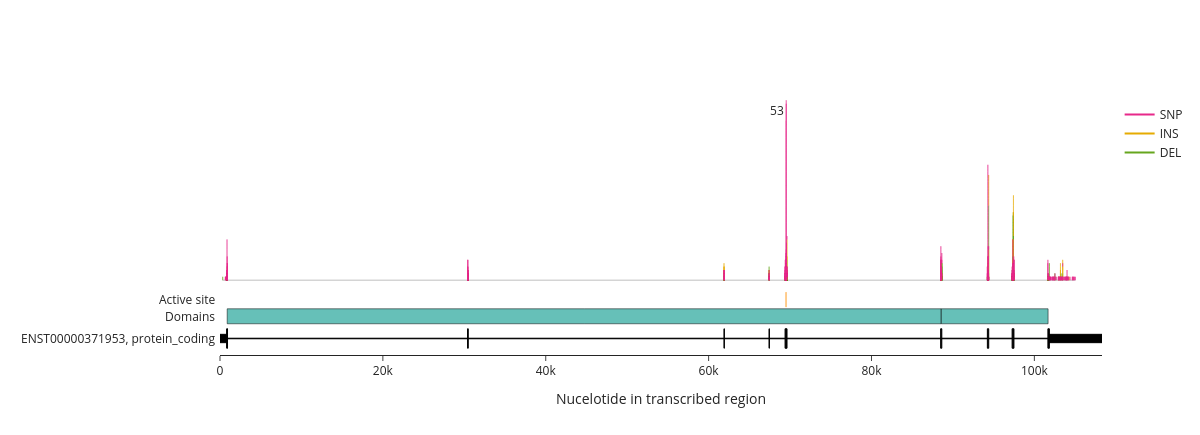 53
SNP
INS
DEL
Active site
Domains
ENST00000371953, protein_coding
0 20k 40k 60k 80k 100k
Nucelotide in transcribed region